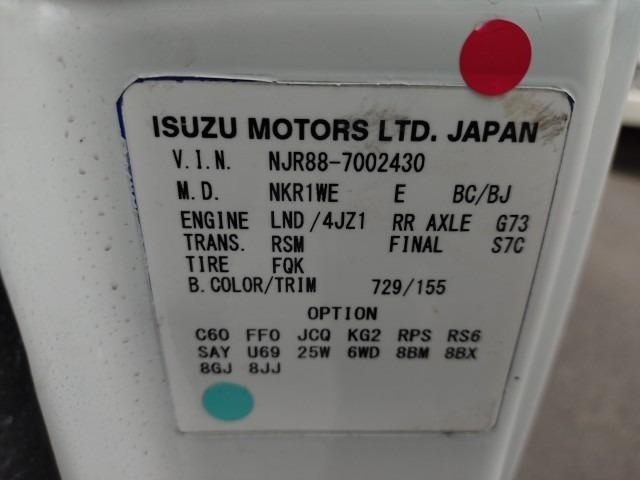 ISUZU MOTORS LTD. JAPAN
V.I.N. NJR88-7002430
M.D. NKR1WE E BC/BJ
ENGINE LND/4JZ1 RR AXLE G73
TRANS. RSM FINAL S7C
TIRE FQK
B.COLOR/TRIM 729/155
OPTION
C60 FF0 JCQ KG2 RPS RS6
SAY U69 25W 6WD 8BM 8BX
8GJ 8JJ